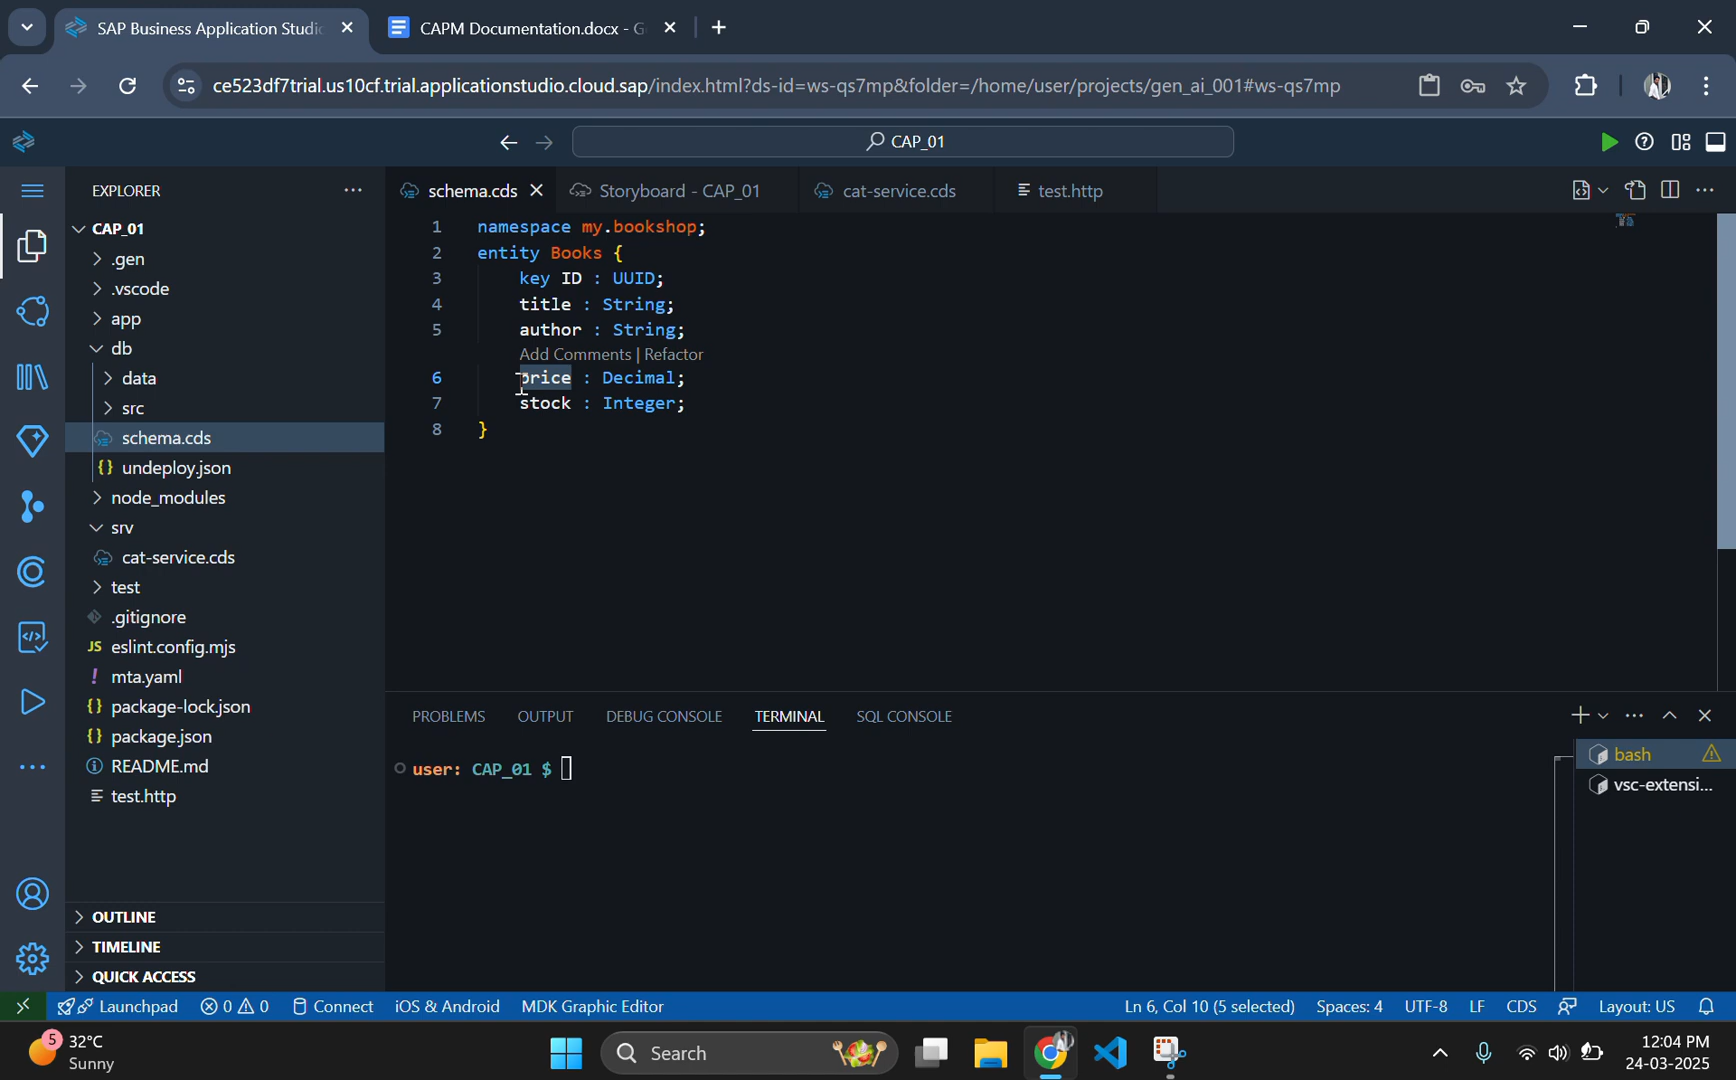 SAP Business Application Studio
CAPM Documentation.docx - G
ce523df7trial.us10cf.trial.applicationstudio.cloud.sap/index.html?ds-id=ws-qs7mp&folder=/home/user/projects/gen_ai_001#ws-qs7mp
CAP_01
EXPLORER
schema.cds
Storyboard - CAP_01
cat-service.cds
test.http
CAP_01
.gen
.vscode
app
db
data
src
schema.cds
undeploy.json
node_modules
srv
cat-service.cds
test
.gitignore
JS eslint.config.mjs
! mta.yaml
{} package-lock.json
{} package.json
README.md
test.http
OUTLINE
TIMELINE
QUICK ACCESS
1 namespace my.bookshop;
2 entity Books {
3 key ID : UUID;
4 title : String;
5 author : String;
Add Comments | Refactor
6 price : Decimal;
7 stock : Integer;
8 }
PROBLEMS OUTPUT DEBUG CONSOLE TERMINAL SQL CONSOLE
user: CAP_01 $
bash
vsc-extensi...
Launchpad 0 0 Connect iOS & Android MDK Graphic Editor Ln 6, Col 10 (5 selected) Spaces: 4 UTF-8 LF CDS Layout: US
5
32°C
Sunny
Search
12:04 PM
24-03-2025